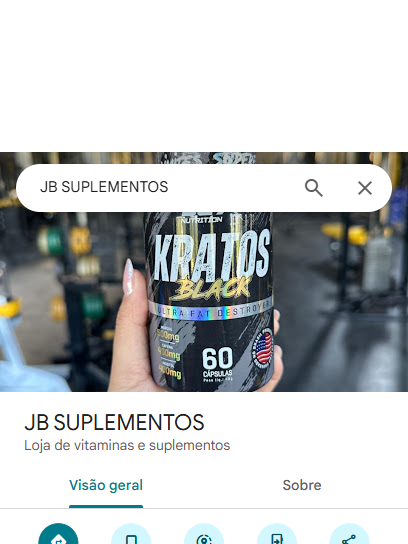 JB SUPLEMENTOS
NUTRITION
KRATOS
BLACK
ULTRA FAT DESTROYER
400mg
60
CÁPSULAS
JB SUPLEMENTOS
Loja de vitaminas e suplementos
Visão geral
Sobre